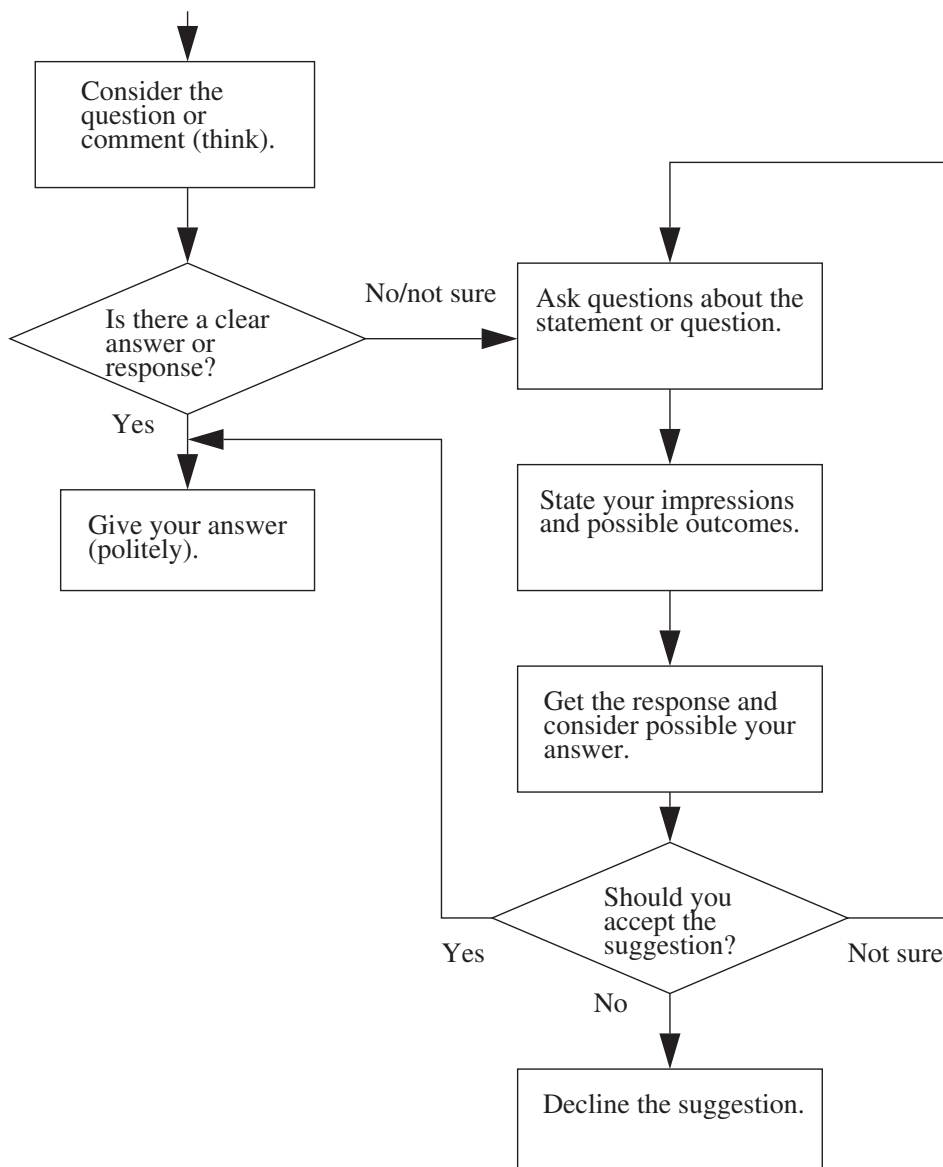 Consider the
question or
comment (think).
No/not sure
Is there a clear
answer or
response?
Ask questions about the
statement or question.
Yes
Give your answer
(politely).
State your impressions
and possible outcomes.
Get the response and
consider possible your
answer.
Should you
accept the
suggestion?
Yes
Not sure
No
Decline the suggestion.